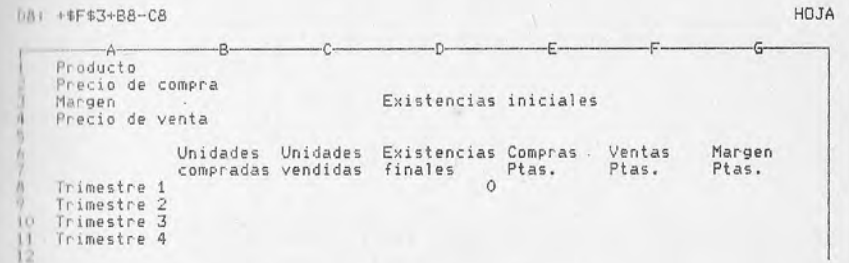 D8: +$F$3+B8-C8 HOJA
A B C D E F G
1 Producto
2 Precio de compra
3 Margen Existencias iniciales
4 Precio de venta
5
6 Unidades Unidades Existencias Compras Ventas Margen
7 compradas vendidas finales Ptas. Ptas. Ptas.
8 Trimestre 1 0
9 Trimestre 2
10 Trimestre 3
11 Trimestre 4
12